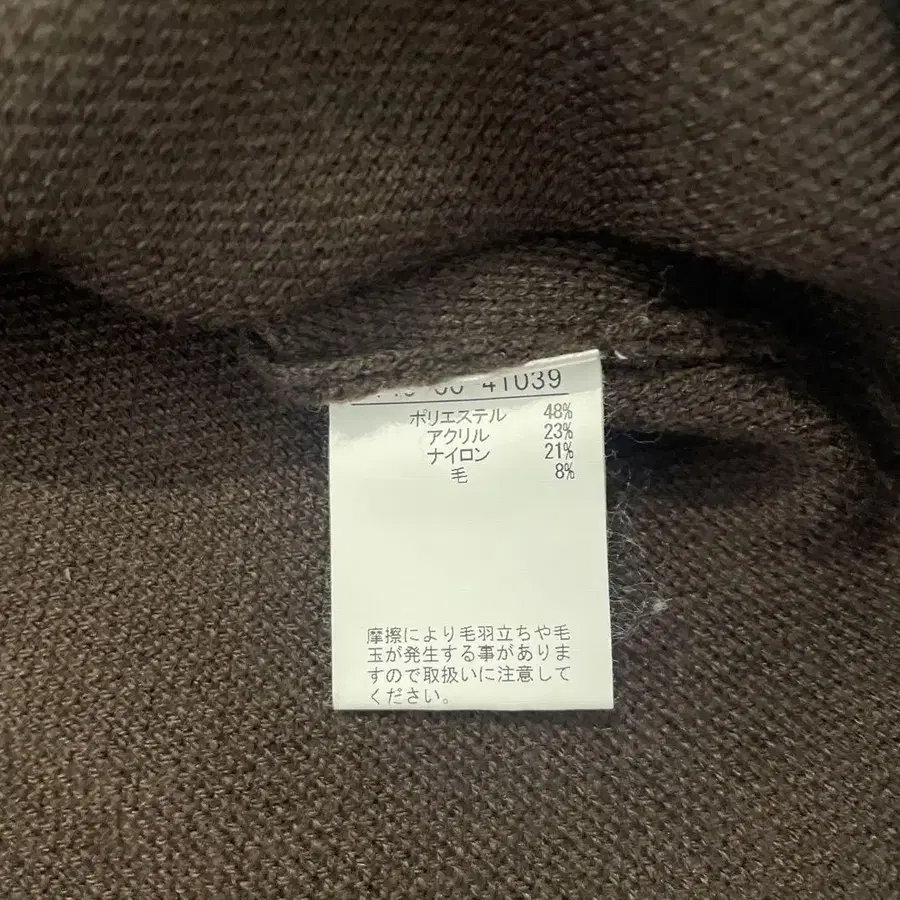 41039
ポリエステル 48%
アクリル 23%
ナイロン 21%
毛 8%
摩擦により毛羽立ちや毛
玉が発生する事がありま
すので取扱いに注意して
ください。